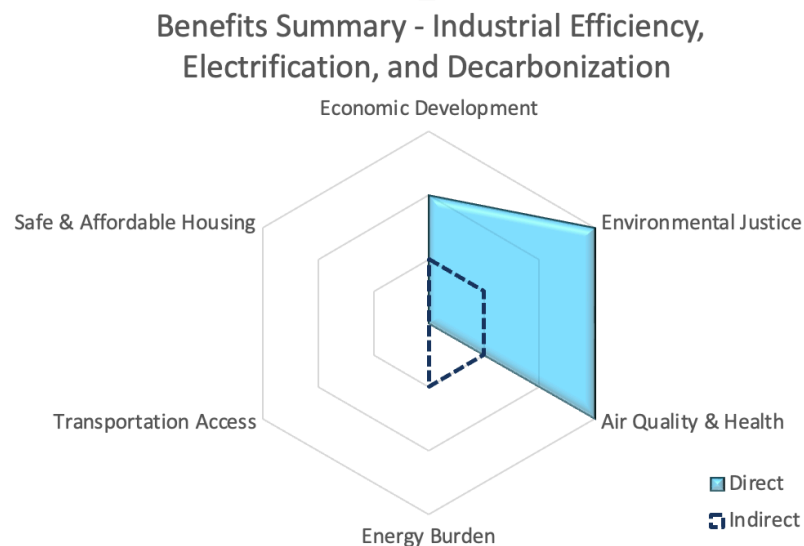 Benefits Summary - Industrial Efficiency,
Electrification, and Decarbonization
Economic Development
Safe & Affordable Housing
Environmental Justice
Transportation Access
Air Quality & Health
Energy Burden
Direct
Indirect